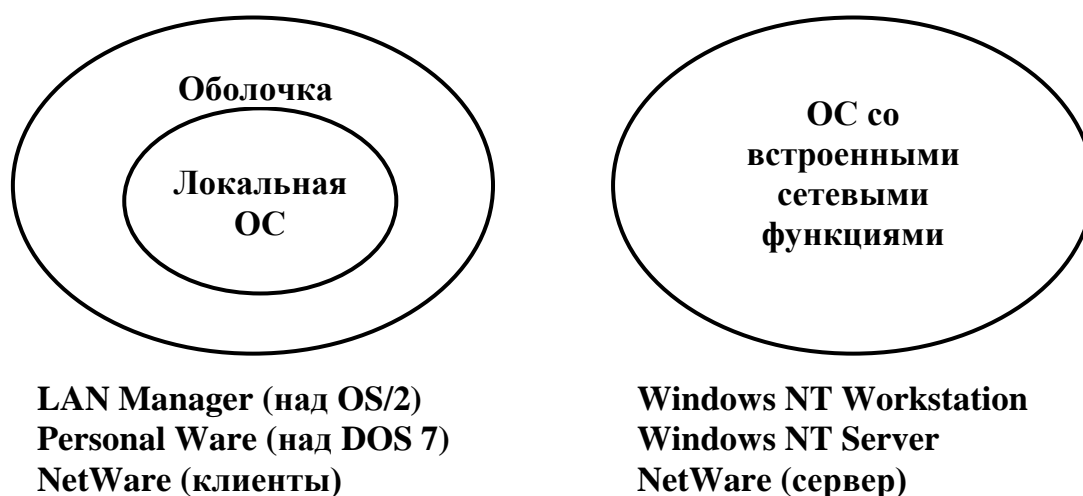 Оболочка
Локальная
ОС
LAN Manager (над OS/2)
Personal Ware (над DOS 7)
NetWare (клиенты)
ОС со
встроенными
сетевыми
функциями
Windows NT Workstation
Windows NT Server
NetWare (сервер)